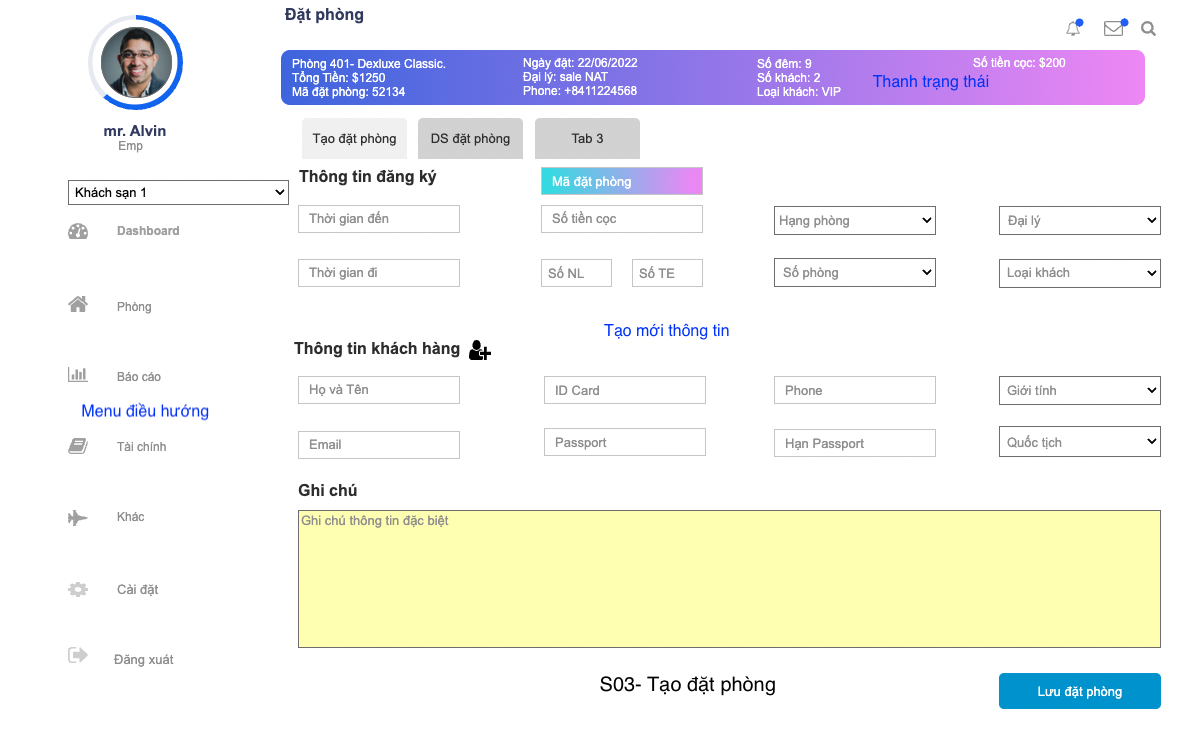 Đặt phòng
mr. Alvin
Emp
Phòng 401- Dexluxe Classic.
Tổng Tiền: $1250
Mã đặt phòng: 52134
Ngày đặt: 22/06/2022
Đại lý: sale NAT
Phone: +8411224568
Số đêm: 9
Số khách: 2
Loại khách: VIP
Số tiền cọc: $200
Thanh trạng thái
Khách sạn 1
Dashboard
Phòng
Báo cáo
Menu điều hướng
Tài chính
Khác
Cài đặt
Đăng xuát
Tạo đặt phòng
DS đặt phòng
Tab 3
Thông tin đăng ký
Mã đặt phòng
Thời gian đến
Số tiền cọc
Hạng phòng
Đại lý
Thời gian đi
Số NL
Số TE
Số phòng
Loại khách
Tạo mới thông tin
Thông tin khách hàng
Họ và Tên
ID Card
Phone
Giới tính
Email
Passport
Hạn Passport
Quốc tịch
Ghi chú
Ghi chú thông tin đặc biệt
S03- Tạo đặt phòng
Lưu đặt phòng